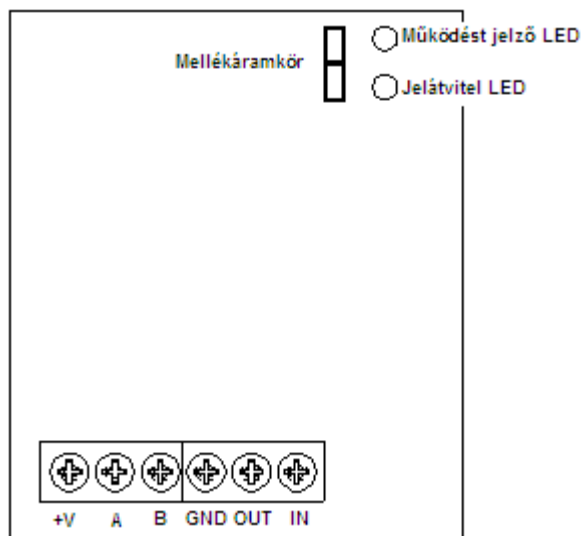 Működést jelző LED
Mellékáramkör
Jelátvitel LED
+V A B GND OUT IN